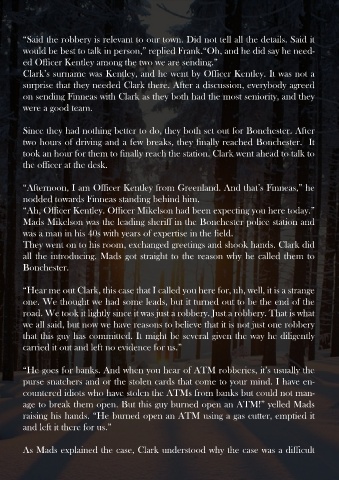 “Said the robbery is relevant to our town. Did not tell all the details. Said it
would be best to talk in person,” replied Frank.“Oh, and he did say he need-
ed Officer Kentley among the two we are sending.”
Clark’s surname was Kentley, and he went by Officer Kentley. It was not a
surprise that they needed Clark there. After a discussion, everybody agreed
on sending Finneas with Clark as they both had the most seniority, and they
were a good team.
Since they had nothing better to do, they both set out for Bonchester. After
two hours of driving and a few breaks, they finally reached Bonchester. It
took an hour for them to finally reach the station. Clark went ahead to talk to
the officer at the desk.
“Afternoon, I am Officer Kentley from Greenland. And that’s Finneas,” he
nodded towards Finneas standing behind him.
“Ah, Officer Kentley. Officer Mikelson had been expecting you here today.”
Mads Mikelson was the leading sheriff in the Bonchester police station and
was a man in his 40s with years of expertise in the field.
They went on to his room, exchanged greetings and shook hands. Clark did
all the introducing. Mads got straight to the reason why he called them to
Bonchester.
“Hear me out Clark, this case that I called you here for, uh, well, it is a strange
one. We thought we had some leads, but it turned out to be the end of the
road. We took it lightly since it was just a robbery. Just a robbery. That is what
we all said, but now we have reasons to believe that it is not just one robbery
that this guy has committed. It might be several given the way he diligently
carried it out and left no evidence for us.”
“He goes for banks. And when you hear of ATM robberies, it’s usually the
purse snatchers and or the stolen cards that come to your mind. I have en-
countered idiots who have stolen the ATMs from banks but could not man-
age to break them open. But this guy burned open an ATM!” yelled Mads
raising his hands. “He burned open an ATM using a gas cutter, emptied it
and left it there for us.”
As Mads explained the case, Clark understood why the case was a difficult